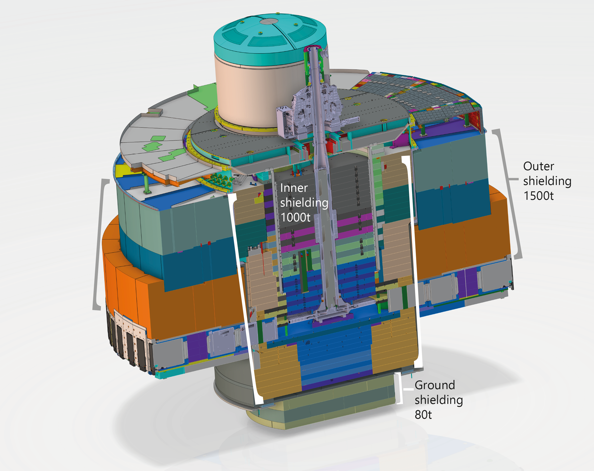 Inner
shielding
1000t
Outer
shielding
1500t
Ground
shielding
80t